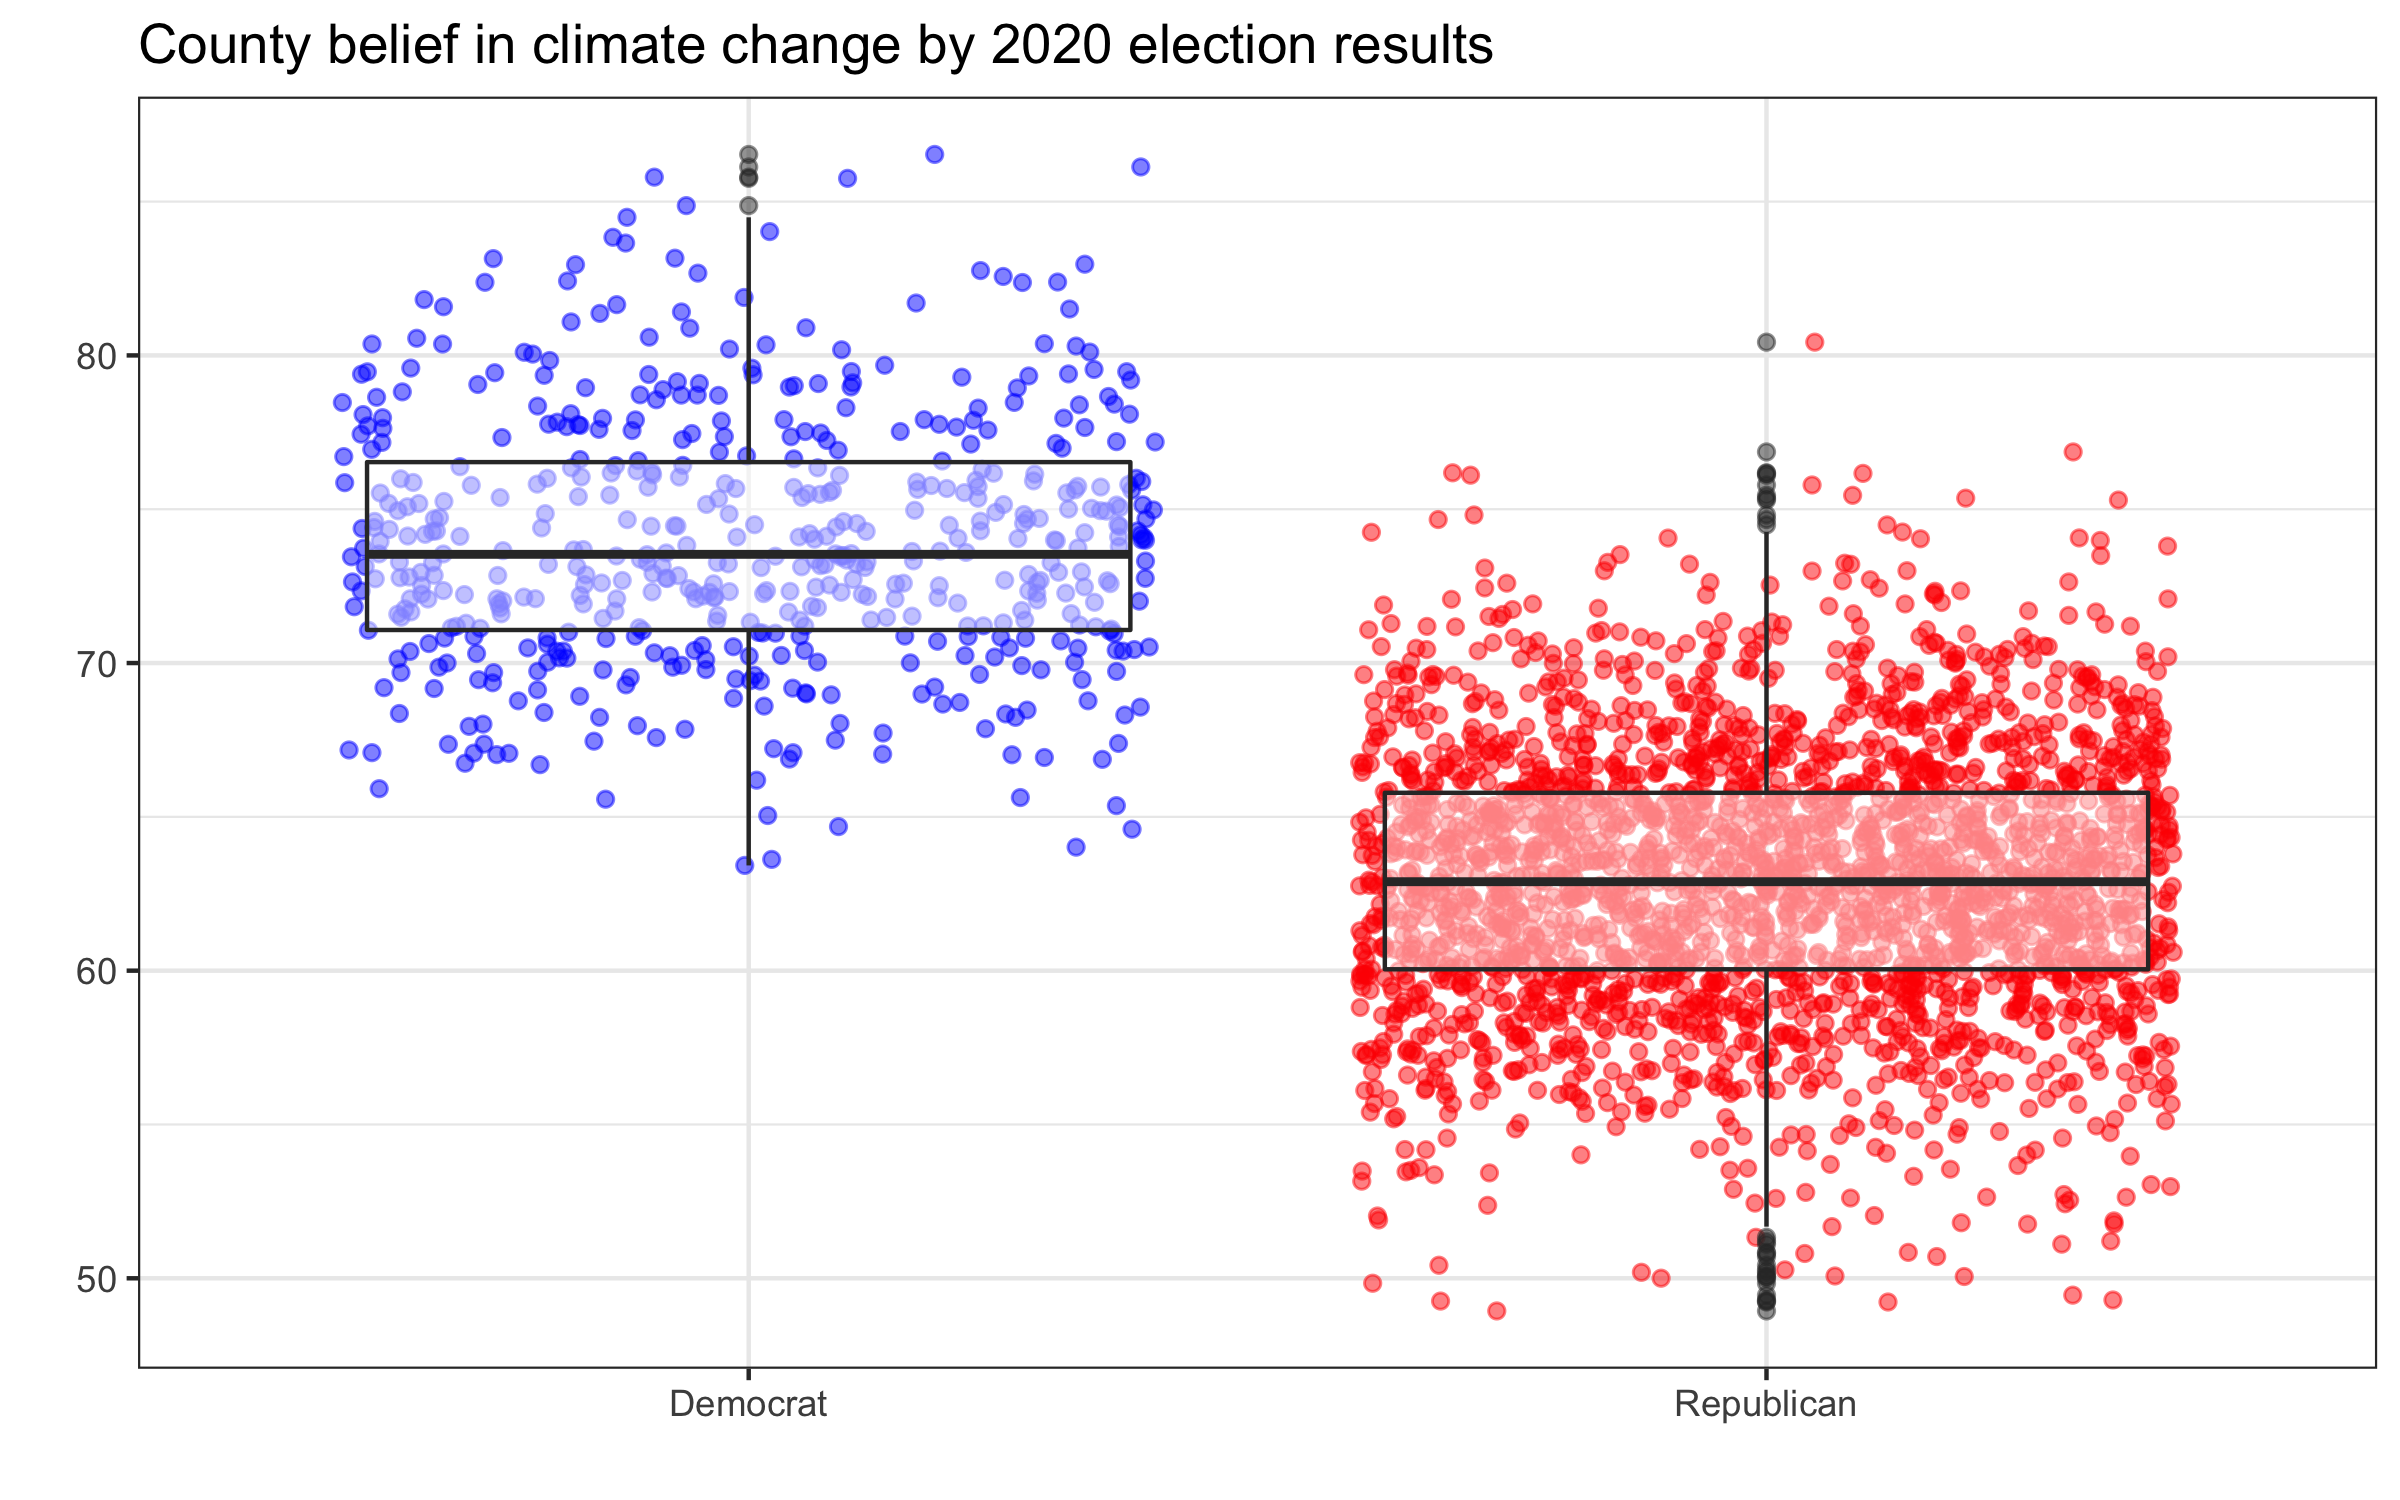 County belief in climate change by 2020 election results
80
70
60
50
Democrat
Republican